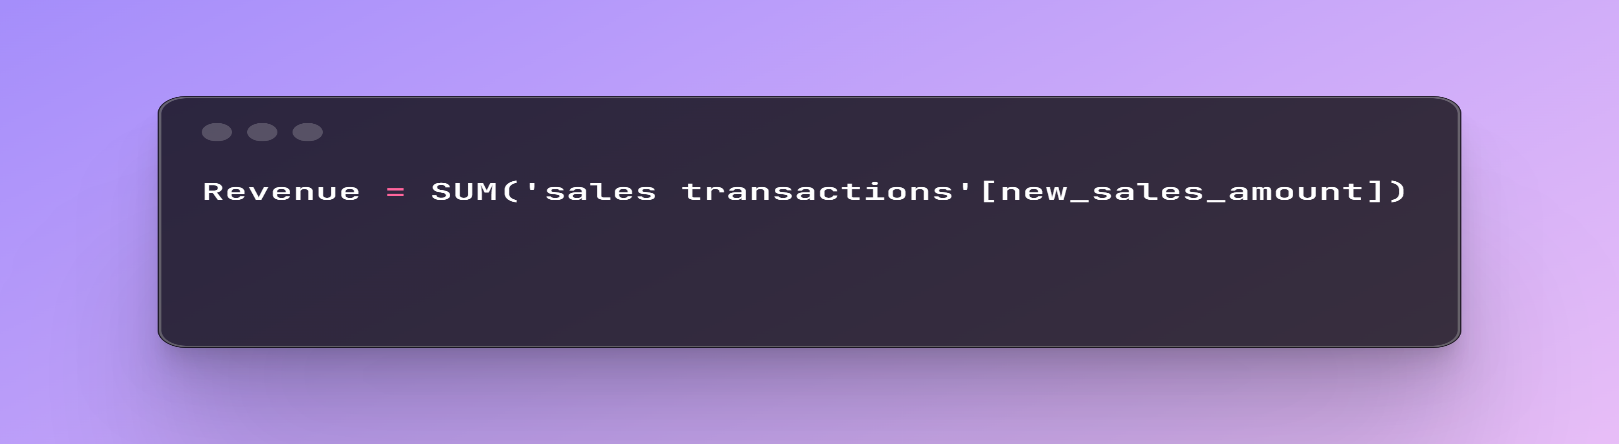 Revenue = SUM('sales transactions'[new_sales_amount])